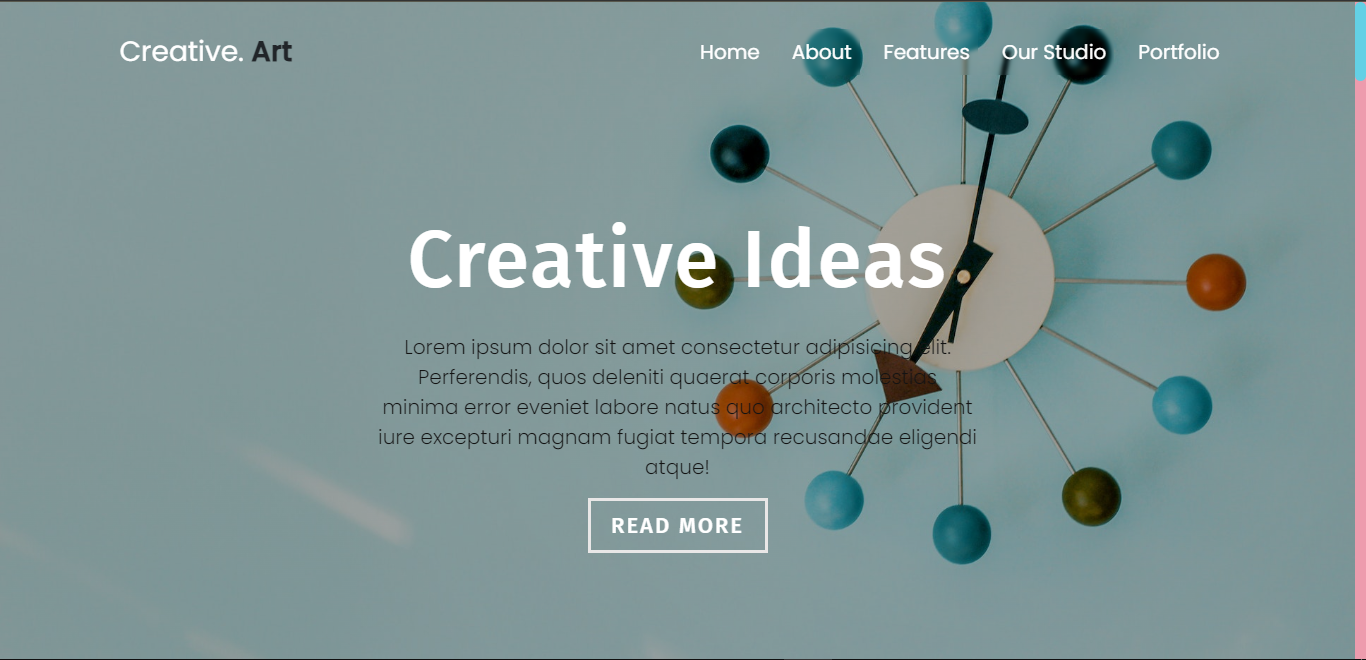 Creative. Art
Home About Features Our Studio Portfolio
Creative Ideas
Lorem ipsum dolor sit amet consectetur adipisicing elit.
Perferendis, quos deleniti quaerat corporis molestias
minima error eveniet labore natus quo architecto provident
iure excepturi magnam fugiat tempora recusandae eligendi
atque!
READ MORE